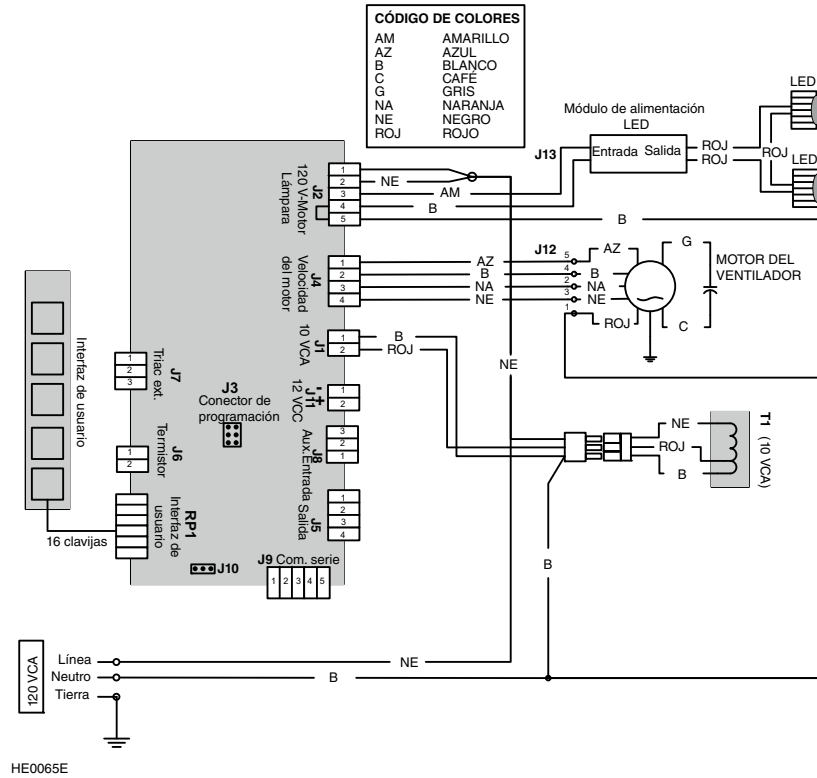 CÓDIGO DE COLORES
AM AMARILLO
AZ AZUL
B BLANCO
C CAFÉ
G GRIS
NA NARANJA
NE NEGRO
ROJ ROJO
LED
Módulo de alimentación
LED
J13
Entrada Salida
ROJ
ROJ
ROJ
LED
J2
120 V-Motor
Lámpara
1
2
3
4
5
NE
AM
B
B
J12
J4
Velocidad
del motor
1
2
3
4
AZ
B
NA
NE
5
4
2
3
1
AZ
B
NA
NE
ROJ
G
C
MOTOR DEL
VENTILADOR
J1
10 VCA
1
2
B
ROJ
NE
Interfaz de usuario
J7
Triac ext.
1
2
3
J3
Conector de
programación
J11
- +
12 VCC
1
2
J8
Aux.Entrada
3
2
1
NE
ROJ
B
T1
(10 VCA)
J6
Termistor
1
2
J5
Salida
1
2
3
4
RP1
Interfaz de
usuario
16 clavijas
J10
J9 Com. serie
1 2 3 4 5
B
120 VCA
Línea
Neutro
Tierra
NE
B
HE0065E